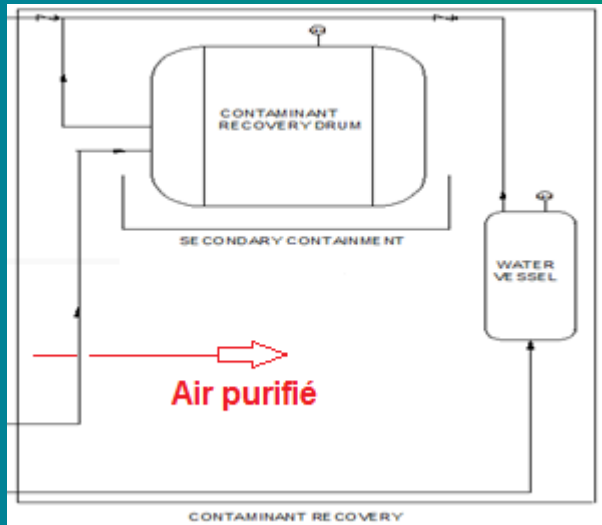 CONTAMINANT
RECOVERY DRUM
SECONDARY CONTAINMENT
WATER
VESSEL
Air purifié
CONTAMINANT RECOVERY